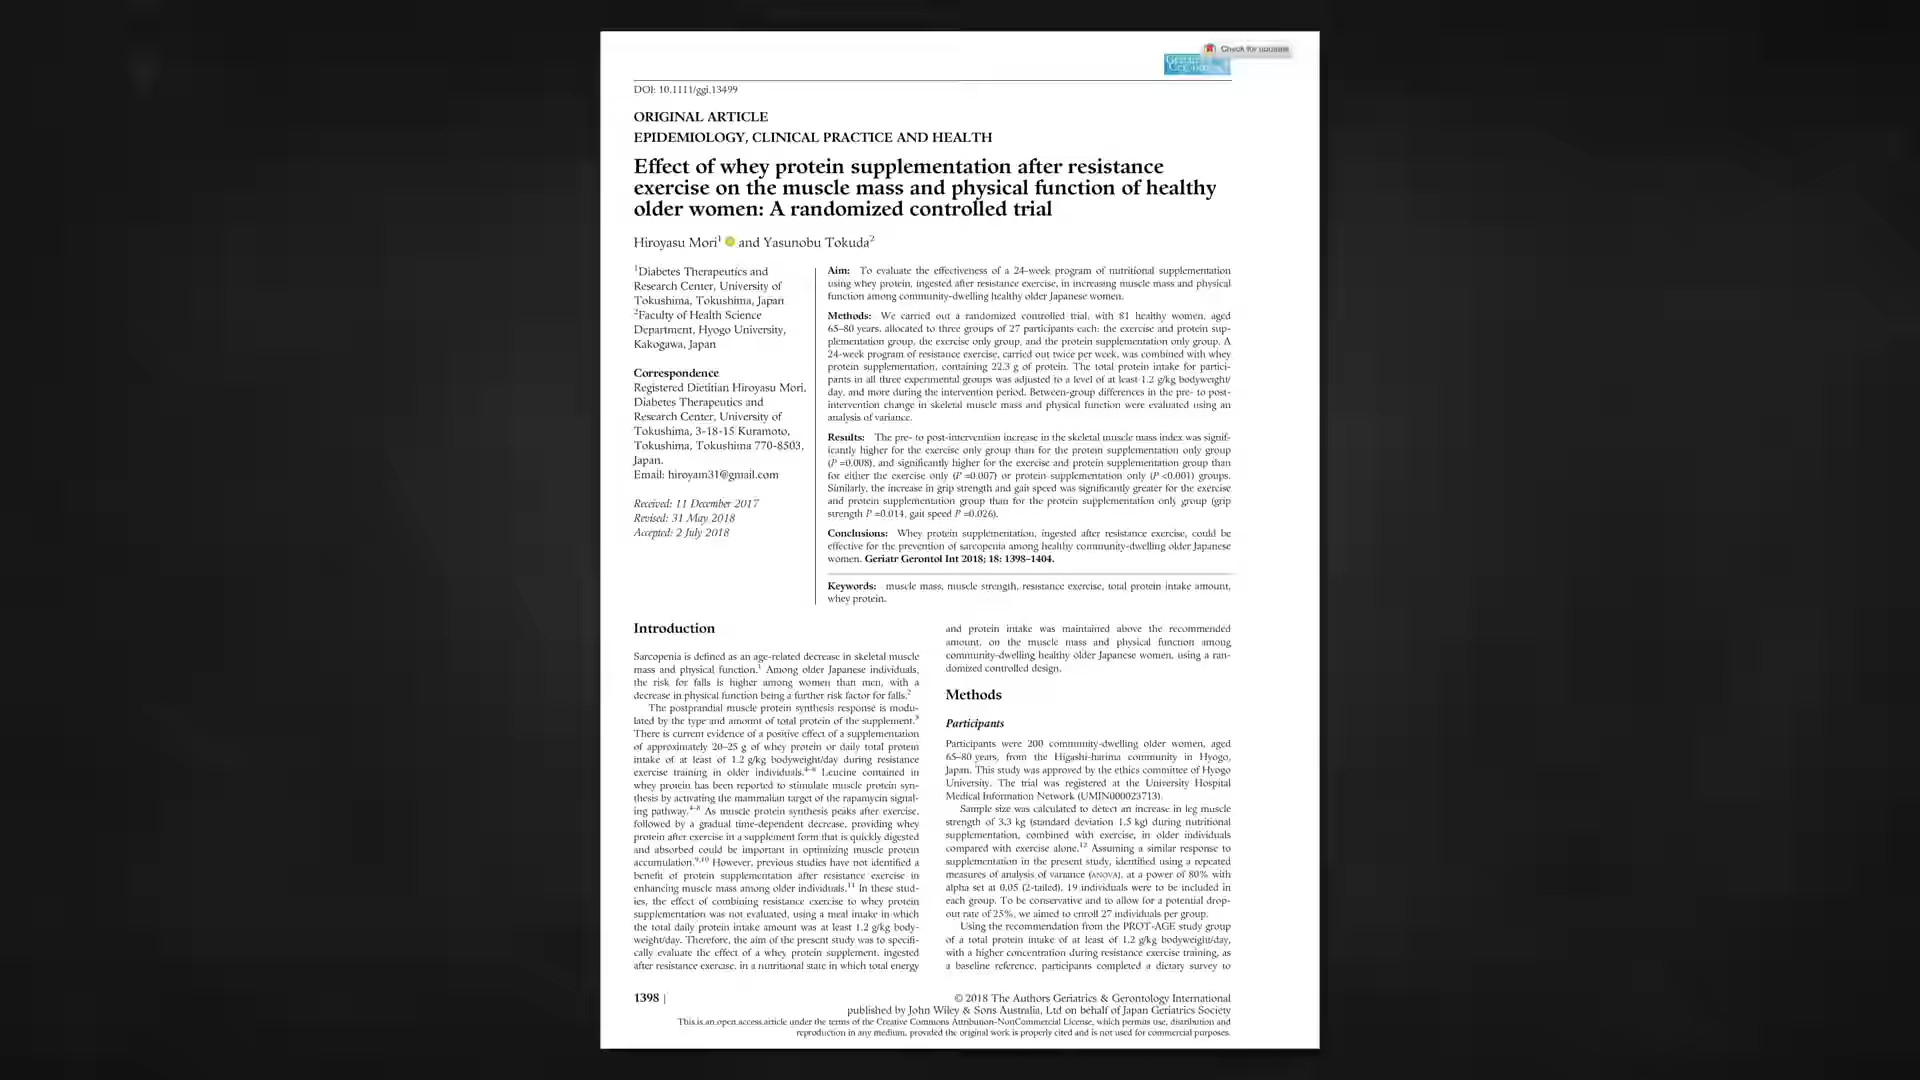 Check for updates
DOI: 10.1111/ggi.13499
ORIGINAL ARTICLE
EPIDEMIOLOGY, CLINICAL PRACTICE AND HEALTH
Effect of whey protein supplementation after resistance
exercise on the muscle mass and physical function of healthy
older women: A randomized controlled trial
Hiroyasu Mori1 and Yasunobu Tokuda2
1Diabetes Therapeutics and
Research Center, University of
Tokushima, Tokushima, Japan
2Faculty of Health Science
Department, Hyogo University,
Kakogawa, Japan
Correspondence
Registered Dietitian Hiroyasu Mori,
Diabetes Therapeutics and
Research Center, University of
Tokushima, 3-18-15 Kuramoto,
Tokushima, Tokushima 770-8503,
Japan.
Email: hiroyam31@gmail.com
Received: 11 December 2017
Revised: 31 May 2018
Accepted: 2 July 2018
Aim: To evaluate the effectiveness of a 24-week program of nutritional supplementation
using whey protein, ingested after resistance exercise, in increasing muscle mass and physical
function among community-dwelling healthy older Japanese women.
Methods: We carried out a randomized controlled trial, with 81 healthy women, aged
65–80 years, allocated to three groups of 27 participants each: the exercise and protein sup-
plementation group, the exercise only group, and the protein supplementation only group. A
24-week program of resistance exercise, carried out twice per week, was combined with whey
protein supplementation, containing 22.3 g of protein. The total protein intake for partici-
pants in all three experimental groups was adjusted to a level of at least 1.2 g/kg bodyweight/
day, and more during the intervention period. Between-group differences in the pre- to post-
intervention change in skeletal muscle mass and physical function were evaluated using an
analysis of variance.
Results: The pre- to post-intervention increase in the skeletal muscle mass index was signif-
icantly higher for the exercise only group than for the protein supplementation only group
(P =0.008), and significantly higher for the exercise and protein supplementation group than
for either the exercise only (P =0.007) or protein supplementation only (P <0.001) groups.
Similarly, the increase in grip strength and gait speed was significantly greater for the exercise
and protein supplementation group than for the protein supplementation only group (grip
strength P =0.014, gait speed P =0.026).
Conclusions: Whey protein supplementation, ingested after resistance exercise, could be
effective for the prevention of sarcopenia among healthy community-dwelling older Japanese
women. Geriatr Gerontol Int 2018; 18: 1398–1404.
Keywords: muscle mass, muscle strength, resistance exercise, total protein intake amount,
whey protein.
Introduction
Sarcopenia is defined as an age-related decrease in skeletal muscle
mass and physical function.1 Among older Japanese individuals,
the risk for falls is higher among women than men, with a
decrease in physical function being a further risk factor for falls.2
The postprandial muscle protein synthesis response is modu-
lated by the type and amount of total protein of the supplement.3
There is current evidence of a positive effect of a supplementation
of approximately 20–25 g of whey protein or daily total protein
intake of at least of 1.2 g/kg bodyweight/day during resistance
exercise training in older individuals.4–8 Leucine contained in
whey protein has been reported to stimulate muscle protein syn-
thesis by activating the mammalian target of the rapamycin signal-
ing pathway.4–8 As muscle protein synthesis peaks after exercise,
followed by a gradual time-dependent decrease, providing whey
protein after exercise in a supplement form that is quickly digested
and absorbed could be important in optimizing muscle protein
accumulation.9,10 However, previous studies have not identified a
benefit of protein supplementation after resistance exercise in
enhancing muscle mass among older individuals.11 In these stud-
ies, the effect of combining resistance exercise to whey protein
supplementation was not evaluated, using a meal intake in which
the total daily protein intake amount was at least 1.2 g/kg body-
weight/day. Therefore, the aim of the present study was to specifi-
cally evaluate the effect of a whey protein supplement, ingested
after resistance exercise, in a nutritional state in which total energy
and protein intake was maintained above the recommended
amount, on the muscle mass and physical function among
community-dwelling healthy older Japanese women, using a ran-
domized controlled design.
Methods
Participants
Participants were 200 community-dwelling older women, aged
65–80 years, from the Higashi-harima community in Hyogo,
Japan. This study was approved by the ethics committee of Hyogo
University. The trial was registered at the University Hospital
Medical Information Network (UMIN000023713).
Sample size was calculated to detect an increase in leg muscle
strength of 3.3 kg (standard deviation 1.5 kg) during nutritional
supplementation, combined with exercise, in older individuals
compared with exercise alone.12 Assuming a similar response to
supplementation in the present study, identified using a repeated
measures of analysis of variance (ANOVA), at a power of 80% with
alpha set at 0.05 (2-tailed), 19 individuals were to be included in
each group. To be conservative and to allow for a potential drop-
out rate of 25%, we aimed to enroll 27 individuals per group.
Using the recommendation from the PROT-AGE study group
of a total protein intake of at least of 1.2 g/kg bodyweight/day,
with a higher concentration during resistance exercise training, as
a baseline reference, participants completed a dietary survey to
1398 |
© 2018 The Authors Geriatrics & Gerontology International
published by John Wiley & Sons Australia, Ltd on behalf of Japan Geriatrics Society
This is an open access article under the terms of the Creative Commons Attribution-NonCommercial License, which permits use, distribution and
reproduction in any medium, provided the original work is properly cited and is not used for commercial purposes.